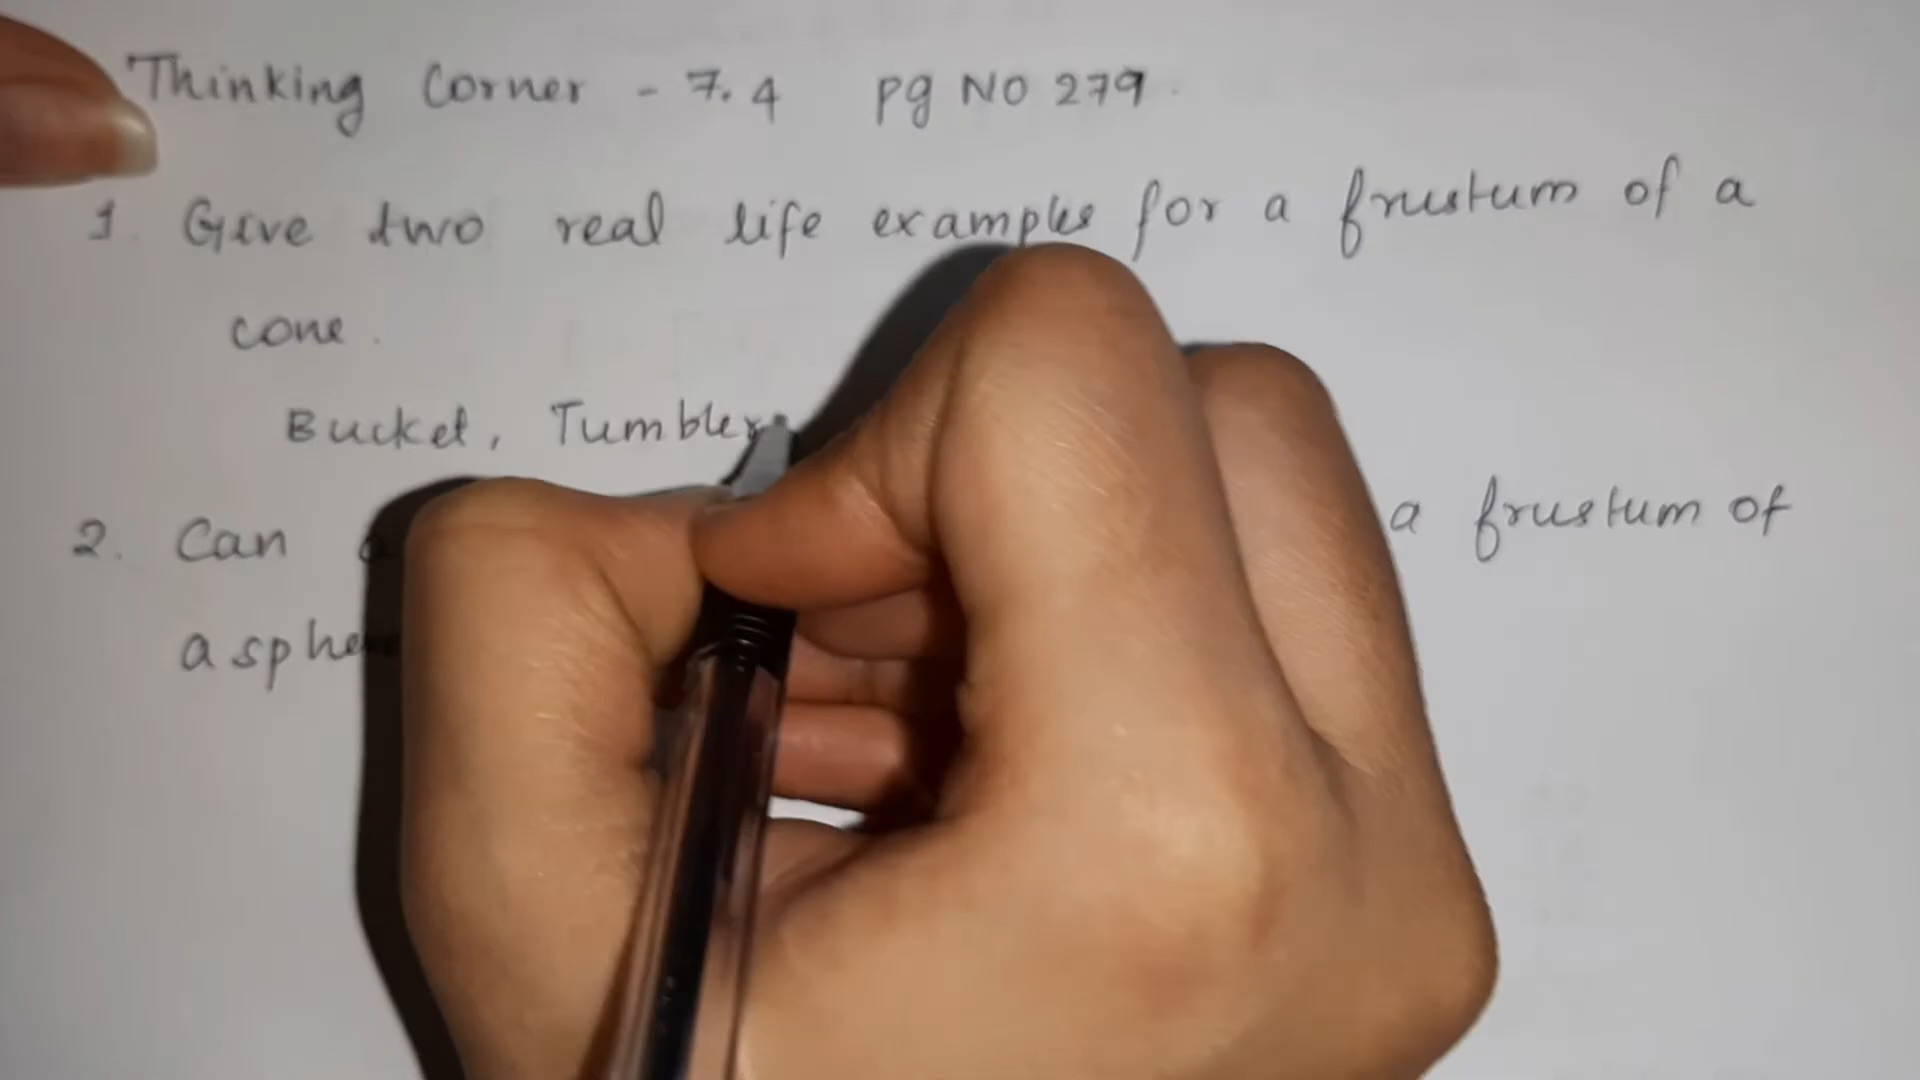 Thinking Corner - 7.4 pg NO 279.
1. Give two real life examples for a frustum of a
cone.
Bucket, Tumbler
2. Can a frustum of
a